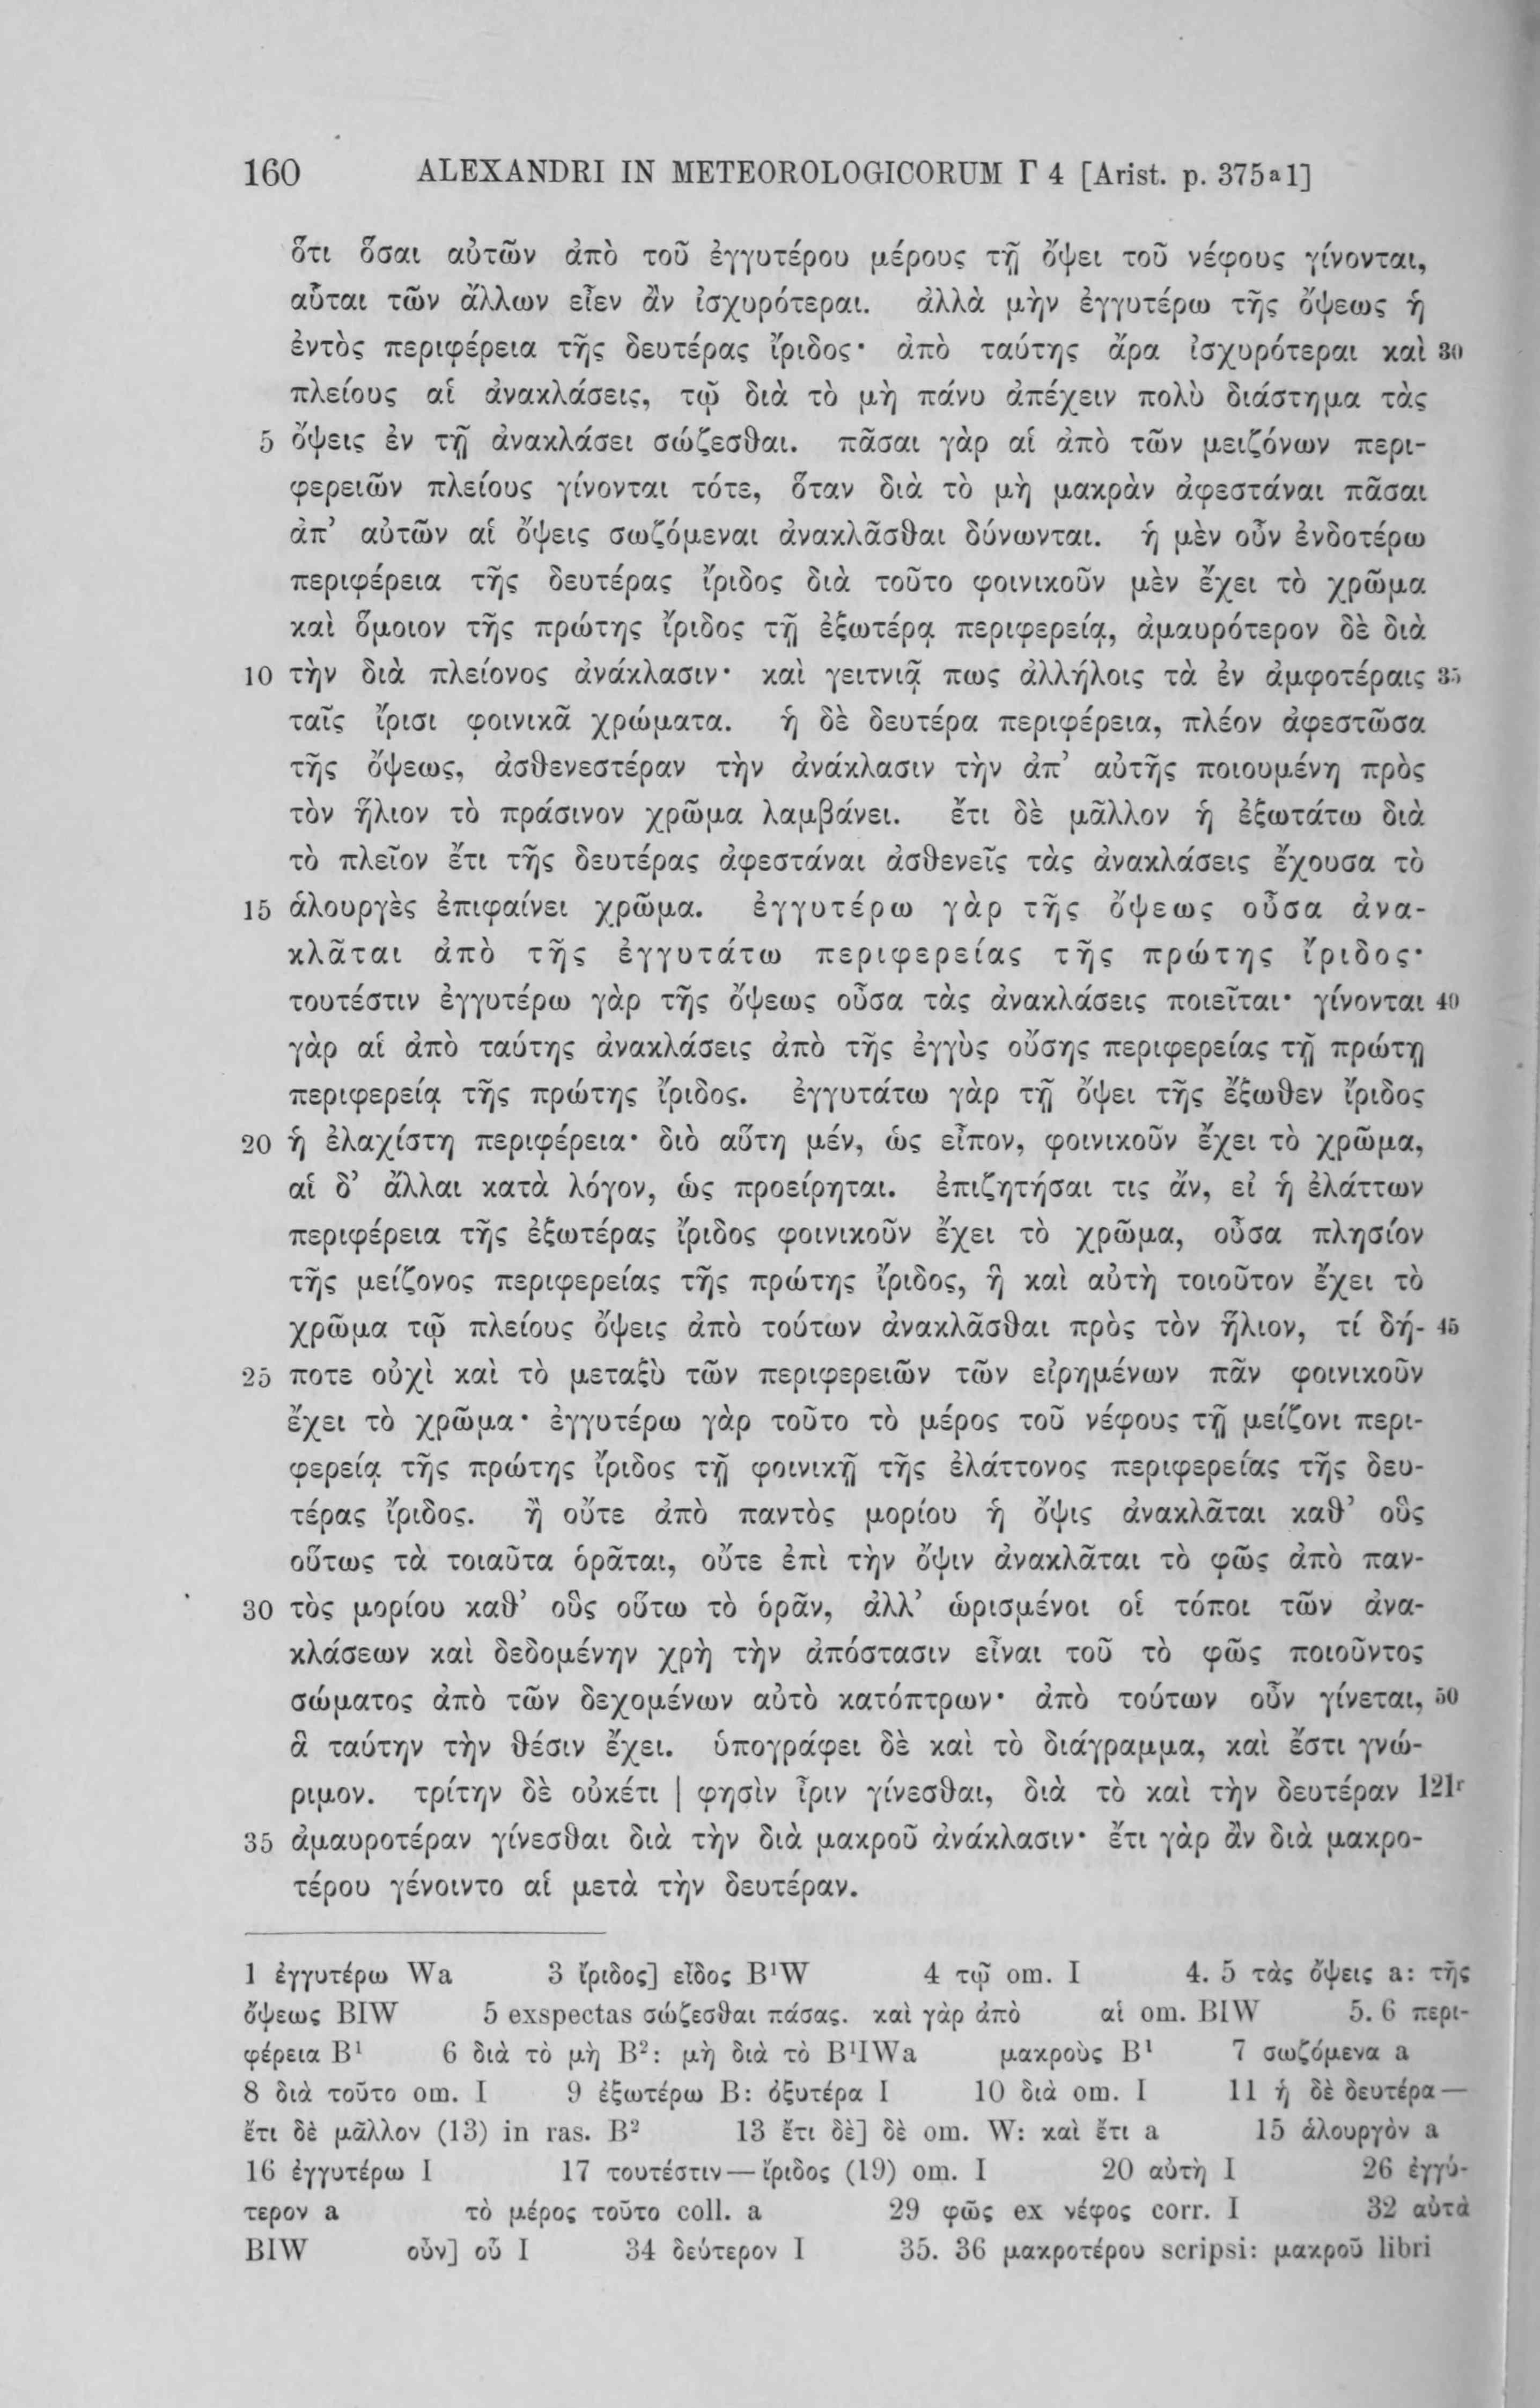 160 ALEXANDRI IN METEOROLOGICORUM Γ 4 [Arist. p. 375a1]
ὅτι ὅσαι αὐτῶν ἀπὸ τοῦ ἐγγυτέρου μέρους τῇ ὄψει τοῦ νέφους γίνονται,
αὗται τῶν ἄλλων εἶεν ἂν ἰσχυρότεραι. ἀλλὰ μὴν ἐγγυτέρω τῆς ὄψεως ἡ
ἐντὸς περιφέρεια τῆς δευτέρας ἴριδος· ἀπὸ ταύτης ἄρα ἰσχυρότεραι καὶ 30
πλείους αἱ ἀνακλάσεις, τῷ διὰ τὸ μὴ πάνυ ἀπέχειν πολὺ διάστημα τὰς
5 ὄψεις ἐν τῇ ἀνακλάσει σώζεσθαι. πᾶσαι γὰρ αἱ ἀπὸ τῶν μειζόνων περι-
φερειῶν πλείους γίνονται τότε, ὅταν διὰ τὸ μὴ μακρὰν ἀφεστάναι πᾶσαι
ἀπ’ αὐτῶν αἱ ὄψεις σωζόμεναι ἀνακλᾶσθαι δύνωνται. ἡ μὲν οὖν ἐνδοτέρω
περιφέρεια τῆς δευτέρας ἴριδος διὰ τοῦτο φοινικοῦν μὲν ἔχει τὸ χρῶμα
καὶ ὅμοιον τῆς πρώτης ἴριδος τῇ ἐξωτέρᾳ περιφερείᾳ, ἀμαυρότερον δὲ διὰ
10 τὴν διὰ πλείονος ἀνάκλασιν· καὶ γειτνιᾷ πως ἀλλήλοις τὰ ἐν ἀμφοτέραις 35
ταῖς ἴρισι φοινικᾶ χρώματα. ἡ δὲ δευτέρα περιφέρεια, πλέον ἀφεστῶσα
τῆς ὄψεως, ἀσθενεστέραν τὴν ἀνάκλασιν τὴν ἀπ’ αὐτῆς ποιουμένη πρὸς
τὸν ἥλιον τὸ πράσινον χρῶμα λαμβάνει. ἔτι δὲ μᾶλλον ἡ ἐξωτάτω διὰ
τὸ πλεῖον ἔτι τῆς δευτέρας ἀφεστάναι ἀσθενεῖς τὰς ἀνακλάσεις ἔχουσα τὸ
15 ἁλουργὲς ἐπιφαίνει χρῶμα. ἐγγυτέρω γὰρ τῆς ὄψεως οὖσα ἀνα-
κλᾶται ἀπὸ τῆς ἐγγυτάτω περιφερείας τῆς πρώτης ἴριδος·
τουτέστιν ἐγγυτέρω γὰρ τῆς ὄψεως οὖσα τὰς ἀνακλάσεις ποιεῖται· γίνονται 40
γὰρ αἱ ἀπὸ ταύτης ἀνακλάσεις ἀπὸ τῆς ἐγγὺς οὔσης περιφερείας τῇ πρώτῃ
περιφερείᾳ τῆς πρώτης ἴριδος. ἐγγυτάτω γὰρ τῇ ὄψει τῆς ἔξωθεν ἴριδος
20 ἡ ἐλαχίστη περιφέρεια· διὸ αὕτη μέν, ὡς εἶπον, φοινικοῦν ἔχει τὸ χρῶμα,
αἱ δ’ ἄλλαι κατὰ λόγον, ὡς προείρηται. ἐπιζητήσαι τις ἄν, εἰ ἡ ἐλάττων
περιφέρεια τῆς ἐξωτέρας ἴριδος φοινικοῦν ἔχει τὸ χρῶμα, οὖσα πλησίον
τῆς μείζονος περιφερείας τῆς πρώτης ἴριδος, ἣ καὶ αὐτὴ τοιοῦτον ἔχει τὸ
χρῶμα τῷ πλείους ὄψεις ἀπὸ τούτων ἀνακλᾶσθαι πρὸς τὸν ἥλιον, τί δή- 45
25 ποτε οὐχὶ καὶ τὸ μεταξὺ τῶν περιφερειῶν τῶν εἰρημένων πᾶν φοινικοῦν
ἔχει τὸ χρῶμα· ἐγγυτέρω γὰρ τοῦτο τὸ μέρος τοῦ νέφους τῇ μείζονι περι-
φερείᾳ τῆς πρώτης ἴριδος τῇ φοινικῇ τῆς ἐλάττονος περιφερείας τῆς δευ-
τέρας ἴριδος. ἢ οὔτε ἀπὸ παντὸς μορίου ἡ ὄψις ἀνακλᾶται καθ’ οὓς
οὕτως τὰ τοιαῦτα ὁρᾶται, οὔτε ἐπὶ τὴν ὄψιν ἀνακλᾶται τὸ φῶς ἀπὸ παν-
30 τὸς μορίου καθ’ οὓς οὕτω τὸ ὁρᾶν, ἀλλ’ ὡρισμένοι οἱ τόποι τῶν ἀνα-
κλάσεων καὶ δεδομένην χρὴ τὴν ἀπόστασιν εἶναι τοῦ τὸ φῶς ποιοῦντος
σώματος ἀπὸ τῶν δεχομένων αὐτὸ κατόπτρων· ἀπὸ τούτων οὖν γίνεται, 50
ἃ ταύτην τὴν θέσιν ἔχει. ὑπογράφει δὲ καὶ τὸ διάγραμμα, καὶ ἔστι γνώ-
ριμον. τρίτην δὲ οὐκέτι | φησὶν ἶριν γίνεσθαι, διὰ τὸ καὶ τὴν δευτέραν 121r
35 ἀμαυροτέραν γίνεσθαι διὰ τὴν διὰ μακροῦ ἀνάκλασιν· ἔτι γὰρ ἂν διὰ μακρο-
τέρου γένοιντο αἱ μετὰ τὴν δευτέραν.
1 ἐγγυτέρω Wa 3 ἴριδος] εἶδος B¹W 4 τῷ om. I 4. 5 τὰς ὄψεις a: τῆς
ὄψεως BIW 5 exspectas σώζεσθαι πάσας. καὶ γὰρ ἀπὸ αἱ om. BIW 5. 6 περι-
φέρεια B¹ 6 διὰ τὸ μὴ B²: μὴ διὰ τὸ B¹IWa μακροὺς B¹ 7 σωζόμενα a
8 διὰ τοῦτο om. I 9 ἐξωτέρω B: ὀξυτέρα I 10 διὰ om. I 11 ἡ δὲ δευτέρα—
ἔτι δὲ μᾶλλον (13) in ras. B² 13 ἔτι δὲ] δὲ om. W: καὶ ἔτι a 15 ἁλουργὸν a
16 ἐγγυτέρω I 17 τουτέστιν—ἴριδος (19) om. I 20 αὐτὴ I 26 ἐγγύ-
τερον a τὸ μέρος τοῦτο coll. a 29 φῶς ex νέφος corr. I 32 αὐτὰ
BIW οὖν] οὗ I 34 δεύτερον I 35. 36 μακροτέρου scripsi: μακροῦ libri